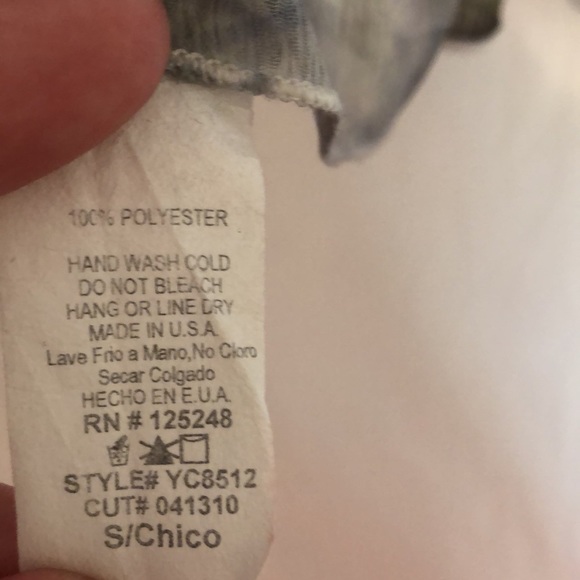 100% POLYESTER
HAND WASH COLD
DO NOT BLEACH
HANG OR LINE DRY
MADE IN U.S.A.
Lave Frio a Mano,No Cloro
Secar Colgado
HECHO EN E.U.A.
RN # 125248
STYLE# YC8512
CUT# 041310
S/Chico